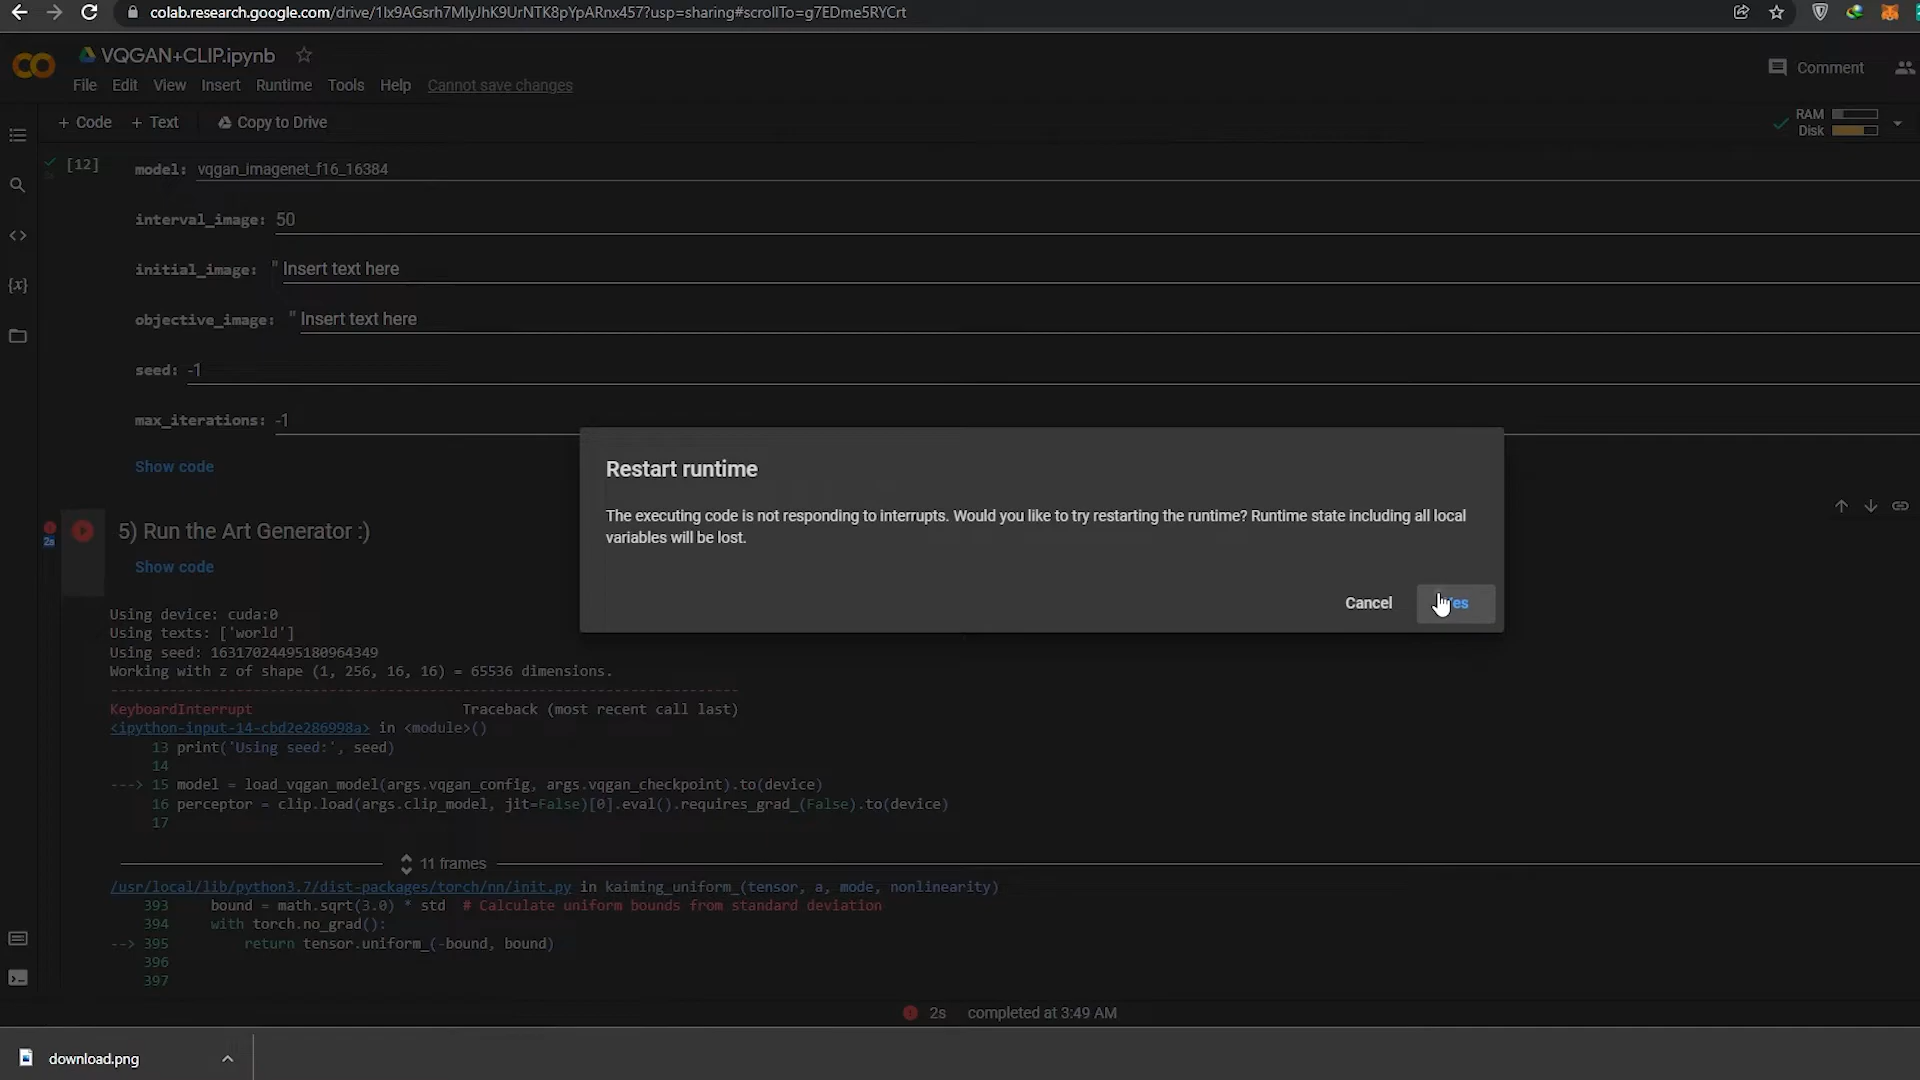 colab.research.google.com/drive/1lx9AGsrh7MlyJhK9UrNTK8pYpARnx457?usp=sharing#scrollTo=g7EDme5RYCrt
VQGAN+CLIP.ipynb
Comment
File Edit View Insert Runtime Tools Help Cannot save changes
+ Code + Text Copy to Drive
RAM
Disk
[12]
model: vqgan_imagenet_f16_16384
interval_image: 50
initial_image: " Insert text here
objective_image: " Insert text here
seed: -1
max_iterations: -1
Show code
Restart runtime
The executing code is not responding to interrupts. Would you like to try restarting the runtime? Runtime state including all local
variables will be lost.
Cancel
2s
5) Run the Art Generator :)
Show code
Using device: cuda:0
Using texts: ['world']
Using seed: 16317024495180964349
Working with z of shape (1, 256, 16, 16) = 65536 dimensions.
---------------------------------------------------------------------------
KeyboardInterrupt Traceback (most recent call last)
<ipython-input-14-cbd2e286998a> in <module>()
13 print('Using seed:', seed)
14
---> 15 model = load_vqgan_model(args.vqgan_config, args.vqgan_checkpoint).to(device)
16 perceptor = clip.load(args.clip_model, jit=False)[0].eval().requires_grad_(False).to(device)
17
11 frames
/usr/local/lib/python3.7/dist-packages/torch/nn/init.py in kaiming_uniform_(tensor, a, mode, nonlinearity)
393 bound = math.sqrt(3.0) * std # Calculate uniform bounds from standard deviation
394 with torch.no_grad():
--> 395 return tensor.uniform_(-bound, bound)
396
397
2s completed at 3:49 AM
download.png